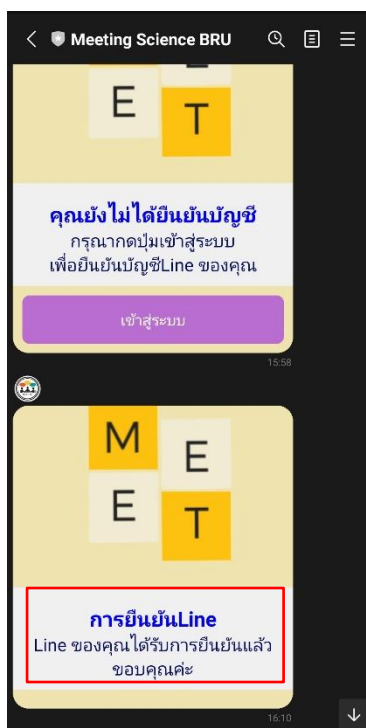 Meeting Science BRU
E T
คุณยังไม่ได้ยืนยันบัญชี
กรุณากดปุ่มเข้าสู่ระบบ
เพื่อยืนยันบัญชีLine ของคุณ
เข้าสู่ระบบ
15:58
M E
E T
การยืนยันLine
Line ของคุณได้รับการยืนยันแล้ว
ขอบคุณค่ะ
16:10